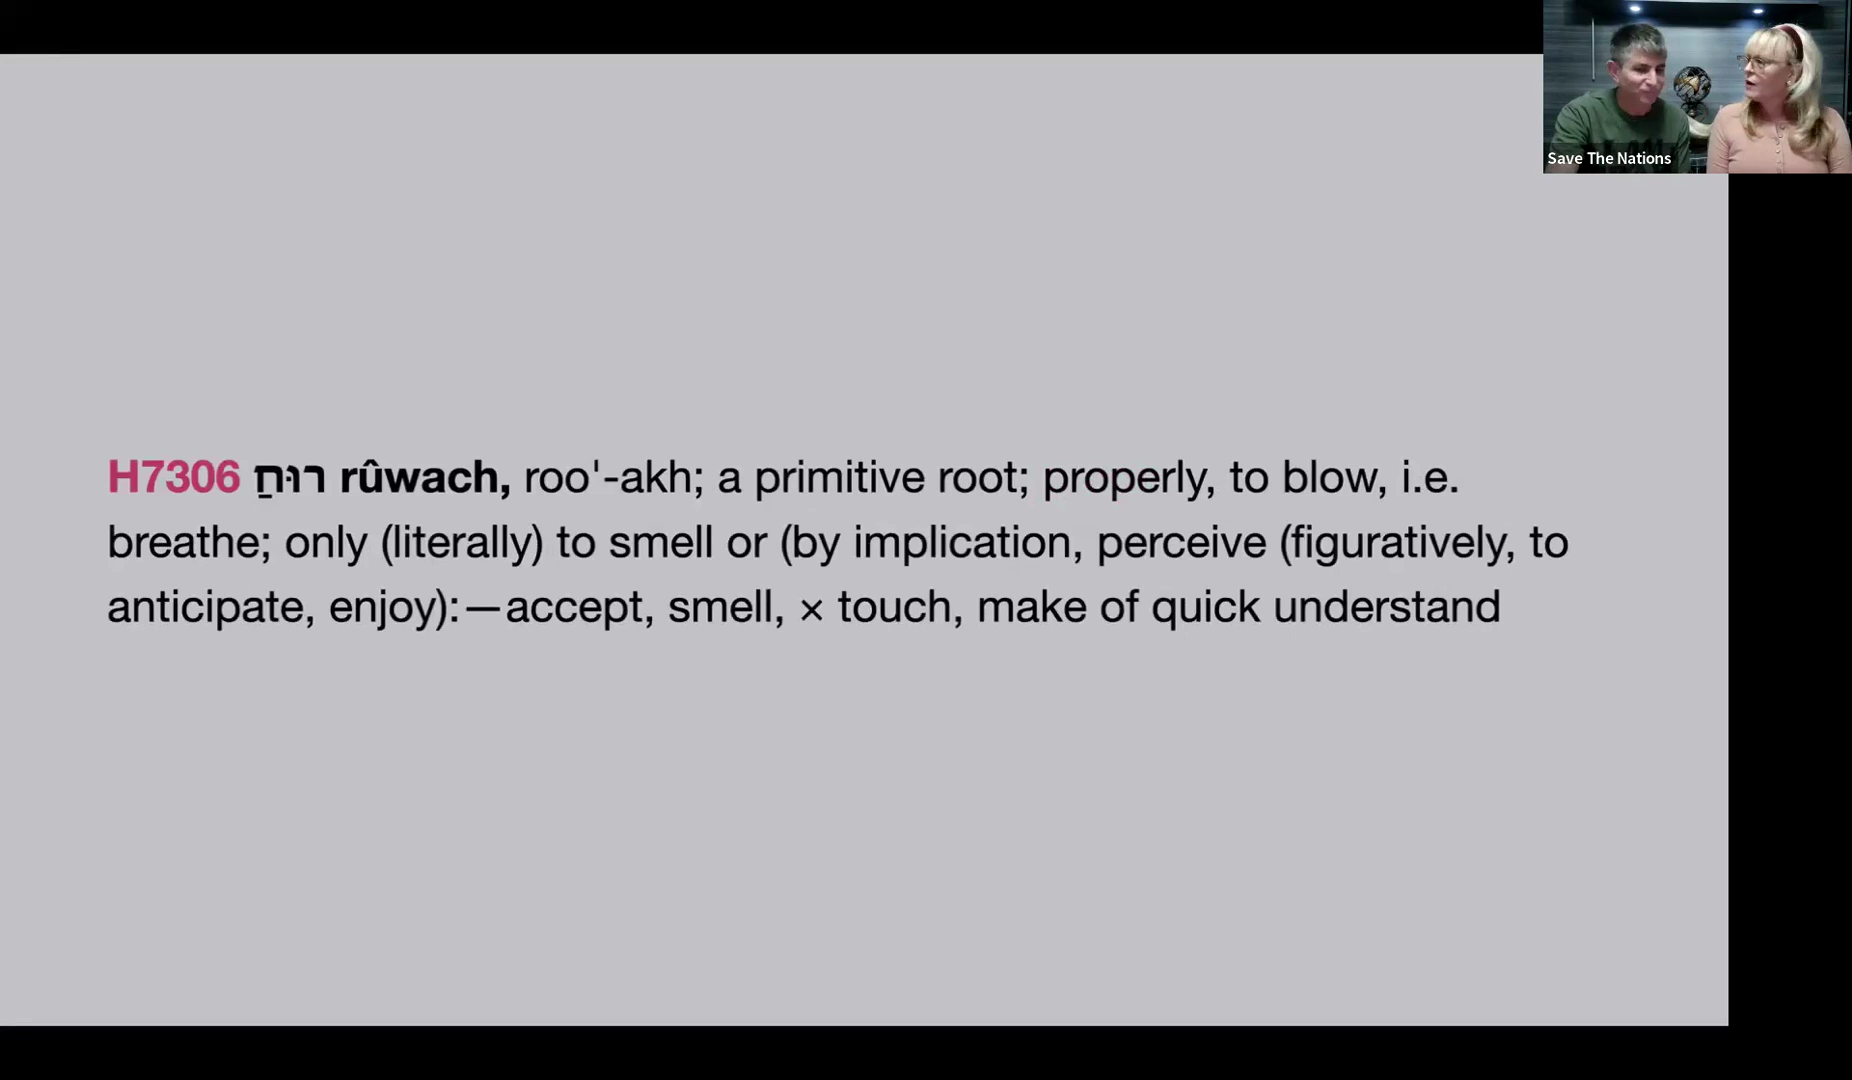 Save The Nations
H7306 רוּחַ rûwach, roo'-akh; a primitive root; properly, to blow, i.e.
breathe; only (literally) to smell or (by implication, perceive (figuratively, to
anticipate, enjoy):—accept, smell, × touch, make of quick understand